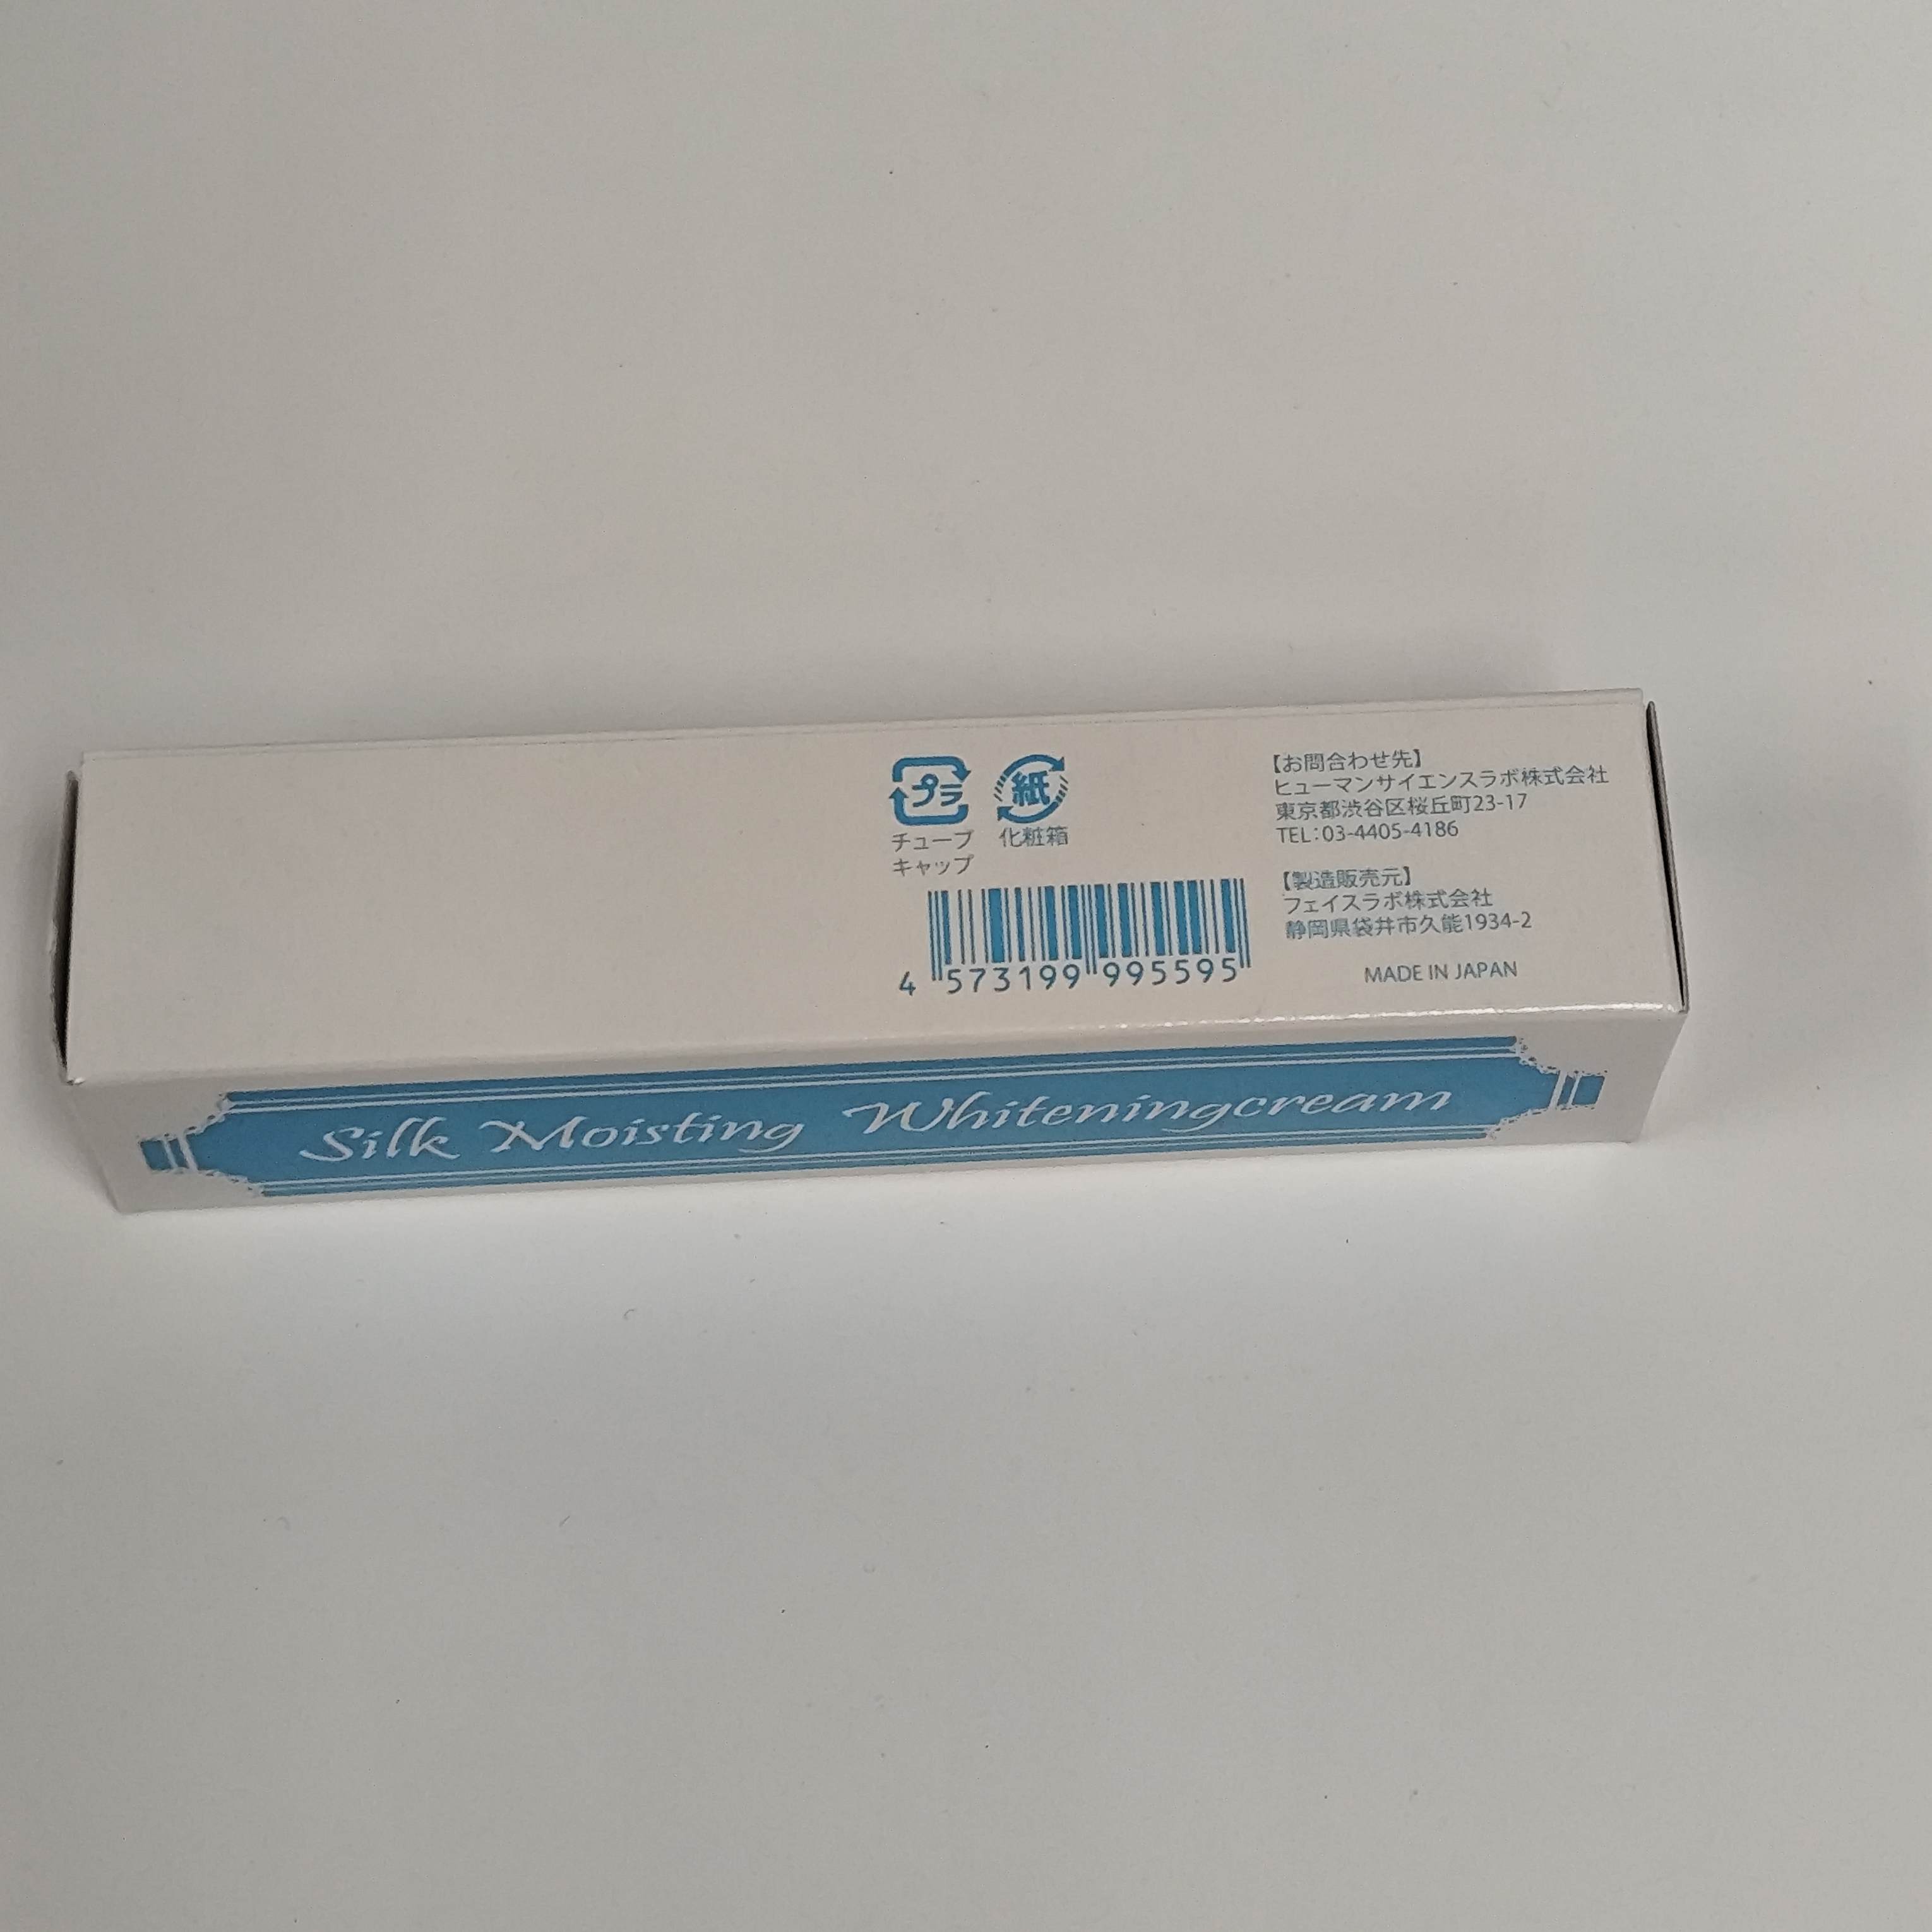 プラ
紙
チューブ
キャップ
化粧箱
4 573199 995595
【お問合わせ先】
ヒューマンサイエンスラボ株式会社
東京都渋谷区桜丘町23-17
TEL:03-4405-4186
【製造販売元】
フェイスラボ株式会社
静岡県袋井市久能1934-2
MADE IN JAPAN
Silk Moisting Whiteningcream